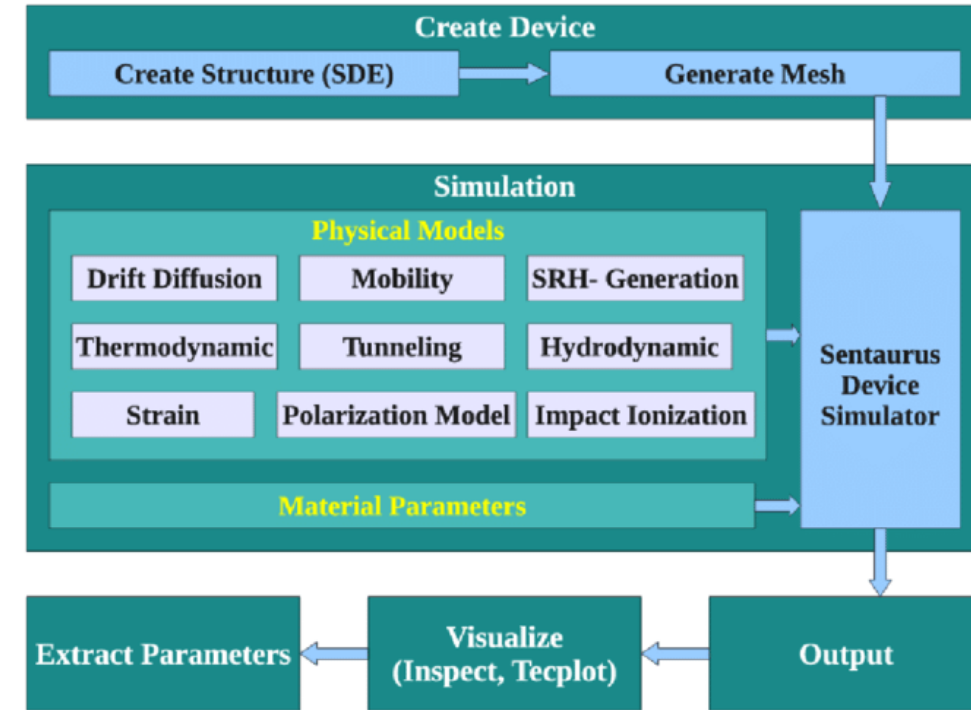 Create Device
Create Structure (SDE)
Generate Mesh
Simulation
Physical Models
Drift Diffusion
Mobility
SRH- Generation
Thermodynamic
Tunneling
Hydrodynamic
Strain
Polarization Model
Impact Ionization
Material Parameters
Sentaurus
Device
Simulator
Extract Parameters
Visualize
(Inspect, Tecplot)
Output